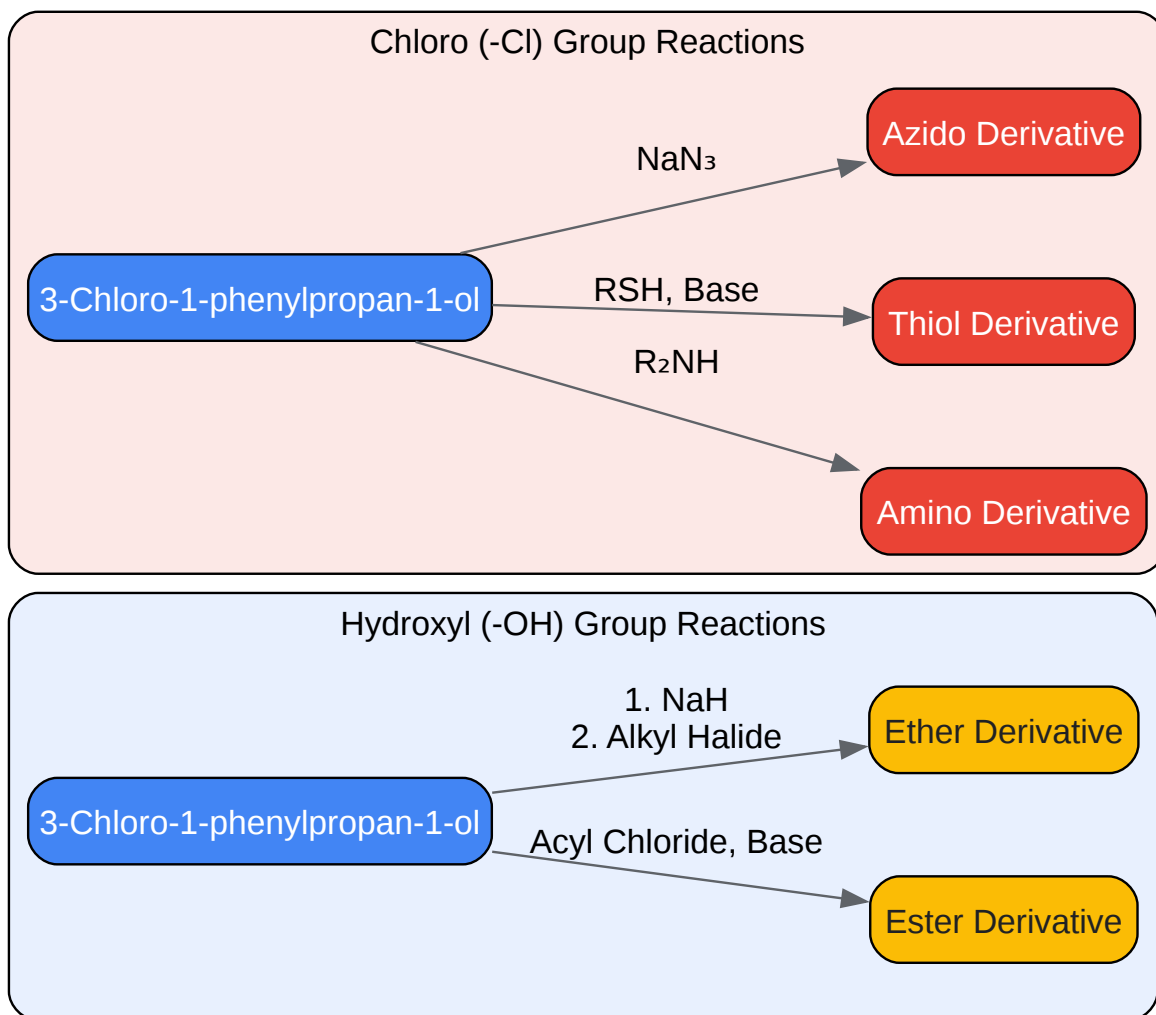 Chloro (-Cl) Group Reactions
3-Chloro-1-phenylpropan-1-ol
NaN₃
Azido Derivative
RSH, Base
Thiol Derivative
R₂NH
Amino Derivative
Hydroxyl (-OH) Group Reactions
3-Chloro-1-phenylpropan-1-ol
1. NaH
2. Alkyl Halide
Ether Derivative
Acyl Chloride, Base
Ester Derivative